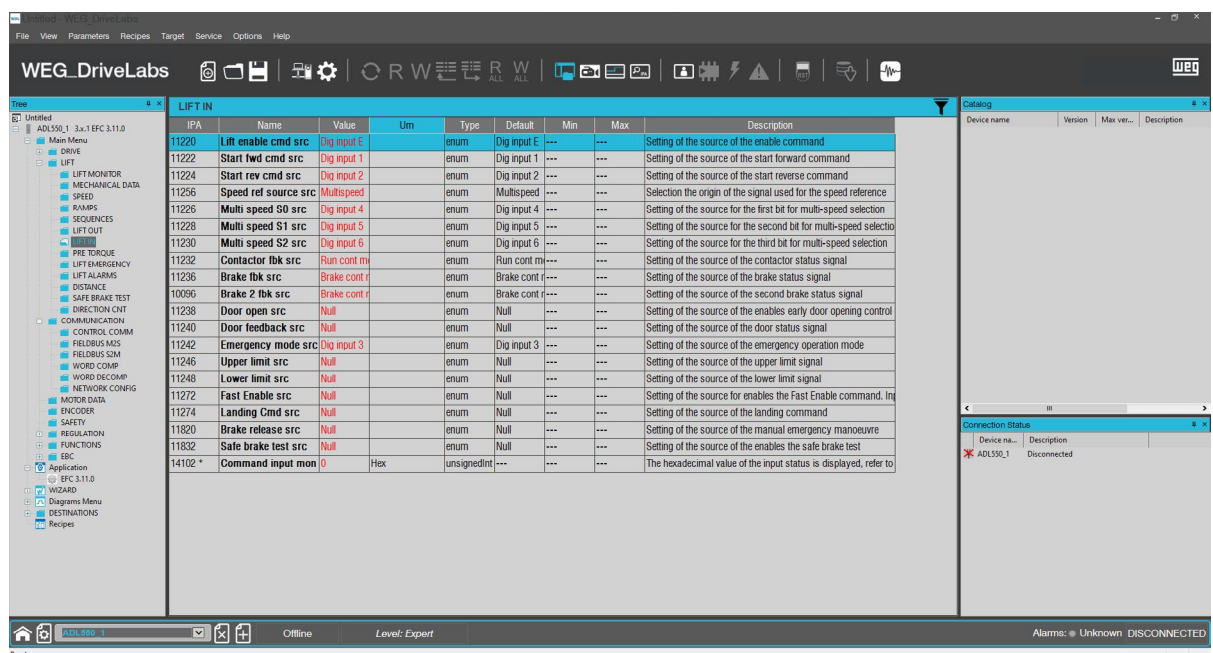 Untitled - WEG_DriveLabs
File View Parameters Recipes Target Service Options Help
WEG_DriveLabs R W R ALL W ALL RST WEG
Tree
Untitled
ADL550_1 3.x.1 EFC 3.11.0
Main Menu
DRIVE
LIFT
LIFT MONITOR
MECHANICAL DATA
SPEED
RAMPS
SEQUENCES
LIFT OUT
LIFT IN
PRE TORQUE
LIFT EMERGENCY
LIFT ALARMS
DISTANCE
SAFE BRAKE TEST
DIRECTION CNT
COMMUNICATION
CONTROL COMM
FIELDBUS M2S
FIELDBUS S2M
WORD COMP
WORD DECOMP
NETWORK CONFIG
MOTOR DATA
ENCODER
SAFETY
REGULATION
FUNCTIONS
EBC
Application
EFC 3.11.0
WIZARD
Diagrams Menu
DESTINATIONS
Recipes
LIFT IN
IPA Name Value Um Type Default Min Max Description
11220 Lift enable cmd src Dig input E enum Dig input E --- --- Setting of the source of the enable command
11222 Start fwd cmd src Dig input 1 enum Dig input 1 --- --- Setting of the source of the start forward command
11224 Start rev cmd src Dig input 2 enum Dig input 2 --- --- Setting of the source of the start reverse command
11256 Speed ref source src Multispeed enum Multispeed --- --- Selection the origin of the signal used for the speed reference
11226 Multi speed S0 src Dig input 4 enum Dig input 4 --- --- Setting of the source for the first bit for multi-speed selection
11228 Multi speed S1 src Dig input 5 enum Dig input 5 --- --- Setting of the source for the second bit for multi-speed selectio
11230 Multi speed S2 src Dig input 6 enum Dig input 6 --- --- Setting of the source for the third bit for multi-speed selection
11232 Contactor fbk src Run cont m enum Run cont m --- --- Setting of the source of the contactor status signal
11236 Brake fbk src Brake cont r enum Brake cont r --- --- Setting of the source of the brake status signal
10096 Brake 2 fbk src Brake cont r enum Brake cont r --- --- Setting of the source of the second brake status signal
11238 Door open src Null enum Null --- --- Setting of the source of the enables early door opening control
11240 Door feedback src Null enum Null --- --- Setting of the source of the door status signal
11242 Emergency mode src Dig input 3 enum Dig input 3 --- --- Setting of the source of the emergency operation mode
11246 Upper limit src Null enum Null --- --- Setting of the source of the upper limit signal
11248 Lower limit src Null enum Null --- --- Setting of the source of the lower limit signal
11272 Fast Enable src Null enum Null --- --- Setting of the source for enables the Fast Enable command. In
11274 Landing Cmd src Null enum Null --- --- Setting of the source of the landing command
11820 Brake release src Null enum Null --- --- Setting of the source of the manual emergency manoeuvre
11832 Safe brake test src Null enum Null --- --- Setting of the source of the enables the safe brake test
14102 * Command input mon 0 Hex unsignedInt --- --- --- The hexadecimal value of the input status is displayed, refer to
Catalog
Device name Version Max ver... Description
Connection Status
Device na... Description
ADL550_1 Disconnected
ADL550_1 Offline Level: Expert Alarms: Unknown DISCONNECTED